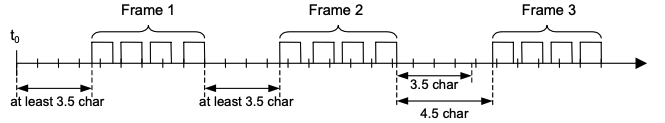 Frame 1
Frame 2
Frame 3
t0
at least 3.5 char
at least 3.5 char
3.5 char
4.5 char